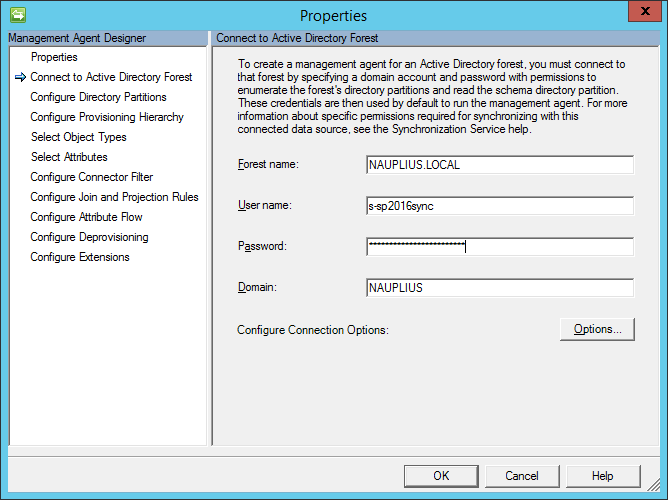 Properties
x
Management Agent Designer
Connect to Active Directory Forest
Properties
Connect to Active Directory Forest
Configure Directory Partitions
Configure Provisioning Hierarchy
Select Object Types
Select Attributes
Configure Connector Filter
Configure Join and Projection Rules
Configure Attribute Flow
Configure Deprovisioning
Configure Extensions
To create a management agent for an Active Directory forest, you must connect to
that forest by specifying a domain account and password with permissions to
enumerate the forest's directory partitions and read the schema directory partition.
These credentials are then used by default to run the management agent. For more
information about specific permissions required for synchronizing with this
connected data source, see the Synchronization Service help.
Forest name: NAUPLIUS.LOCAL
User name: s-sp2016sync
Password: ************************
Domain: NAUPLIUS
Configure Connection Options: Options...
OK Cancel Help